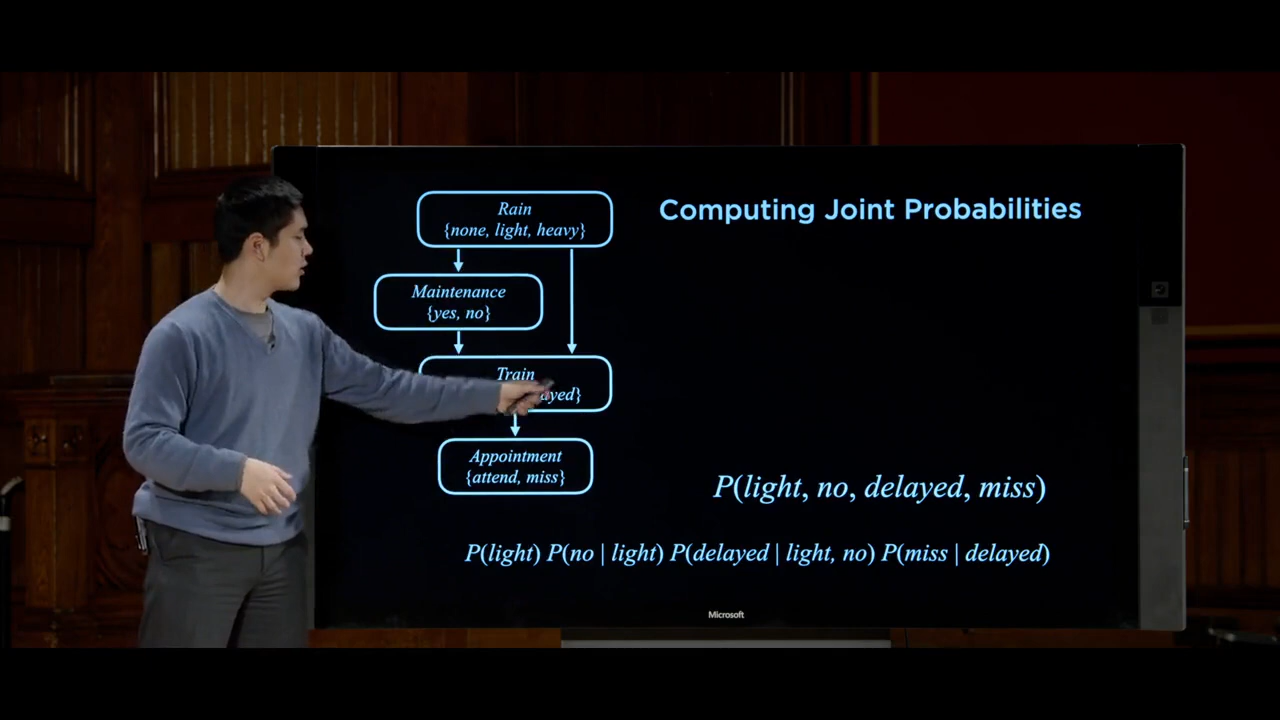 Computing Joint Probabilities
Rain
{none, light, heavy}
Maintenance
{yes, no}
Train
Appointment
{attend, miss}
P(light, no, delayed, miss)
P(light) P(no | light) P(delayed | light, no) P(miss | delayed)
Microsoft